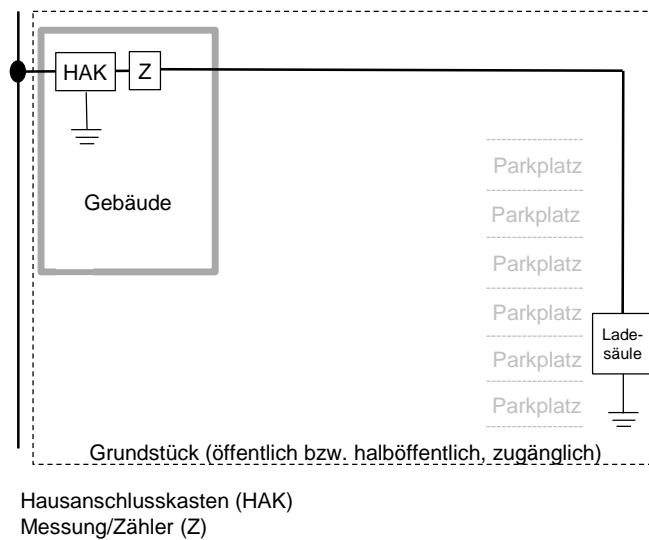 HAK
Z
Gebäude
Parkplatz
Parkplatz
Parkplatz
Parkplatz
Parkplatz
Parkplatz
Lade-
säule
Grundstück (öffentlich bzw. halböffentlich, zugänglich)
Hausanschlusskasten (HAK)
Messung/Zähler (Z)